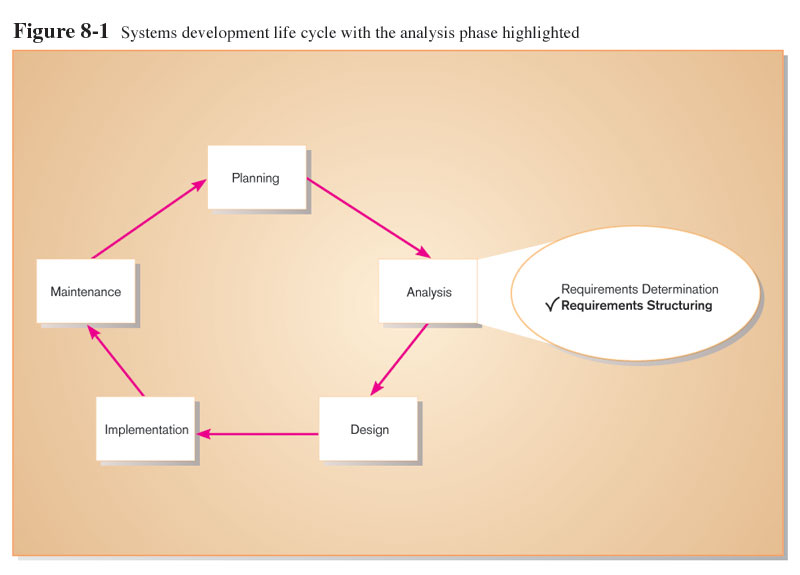 Figure 8-1 Systems development life cycle with the analysis phase highlighted
Planning
Maintenance
Analysis
Requirements Determination
✓Requirements Structuring
Implementation
Design